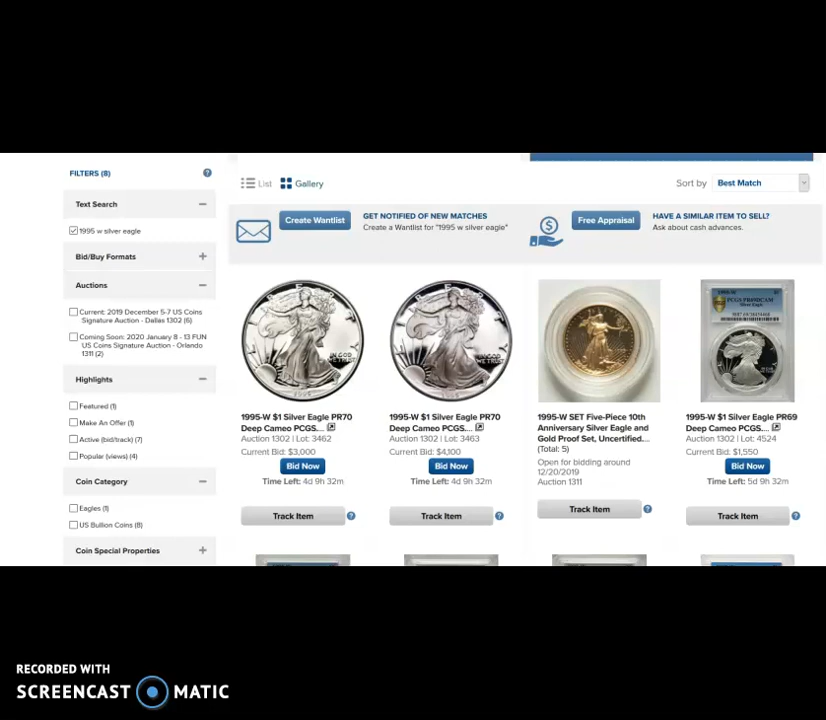 FILTERS (8)
Text Search
1995 w silver eagle
Bid/Buy Formats
Auctions
Current: 2019 December 5-7 US Coins
Signature Auction - Dallas 1302 (6)
Coming Soon: 2020 January 8 - 13 FUN
US Coins Signature Auction - Orlando
1311 (2)
Highlights
Featured (1)
Make An Offer (1)
Active (bid/track) (7)
Popular (views) (4)
Coin Category
Eagles (1)
US Bullion Coins (8)
Coin Special Properties
List
Gallery
Sort by
Best Match
Create Wantlist
GET NOTIFIED OF NEW MATCHES
Create a Wantlist for "1995 w silver eagle"
Free Appraisal
HAVE A SIMILAR ITEM TO SELL?
Ask about cash advances.
IN GOD
WE TRUST
1995-W $1 Silver Eagle PR70
Deep Cameo PCGS....
Auction 1302 | Lot: 3462
Current Bid: $3,000
Bid Now
Time Left: 4d 9h 32m
Track Item
1995-W $1 Silver Eagle PR70
Deep Cameo PCGS....
Auction 1302 | Lot: 3463
Current Bid: $4,100
Bid Now
Time Left: 4d 9h 32m
Track Item
1995-W SET Five-Piece 10th
Anniversary Silver Eagle and
Gold Proof Set, Uncertified....
(Total: 5)
Open for bidding around
12/20/2019
Auction 1311
Track Item
1995-W $1 Silver Eagle PR69
Deep Cameo PCGS....
Auction 1302 | Lot: 4524
Current Bid: $1,550
Bid Now
Time Left: 5d 9h 32m
Track Item
RECORDED WITH
SCREENCAST MATIC